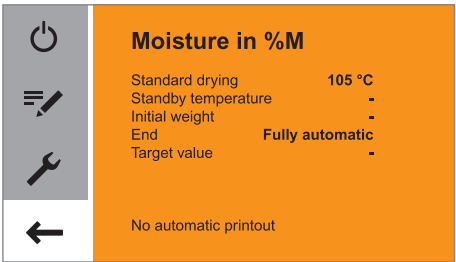 Moisture in %M
Standard drying 105 °C
Standby temperature -
Initial weight -
End Fully automatic
Target value -
No automatic printout